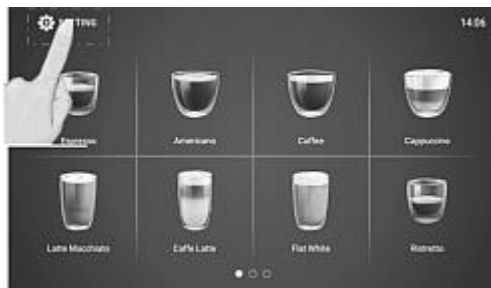 SETTING
14:06
Espresso
Americano
Coffee
Cappuccino
Latte Macchiato
Caffe Latte
Flat White
Ristretto